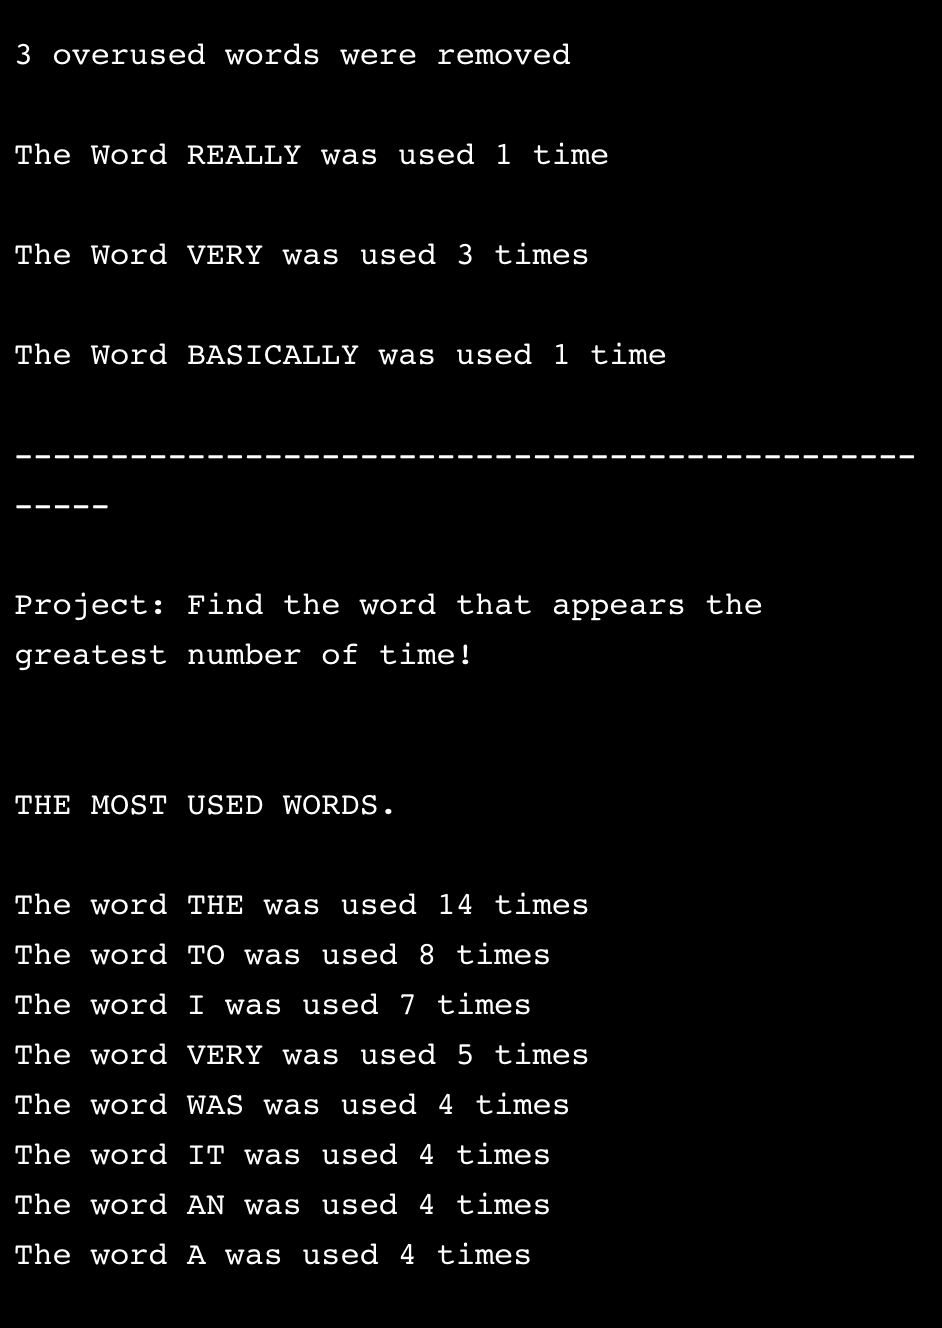 3 overused words were removed
The Word REALLY was used 1 time
The Word VERY was used 3 times
The Word BASICALLY was used 1 time
-----------------------------------------------
-----
Project: Find the word that appears the
greatest number of time!
THE MOST USED WORDS.
The word THE was used 14 times
The word TO was used 8 times
The word I was used 7 times
The word VERY was used 5 times
The word WAS was used 4 times
The word IT was used 4 times
The word AN was used 4 times
The word A was used 4 times